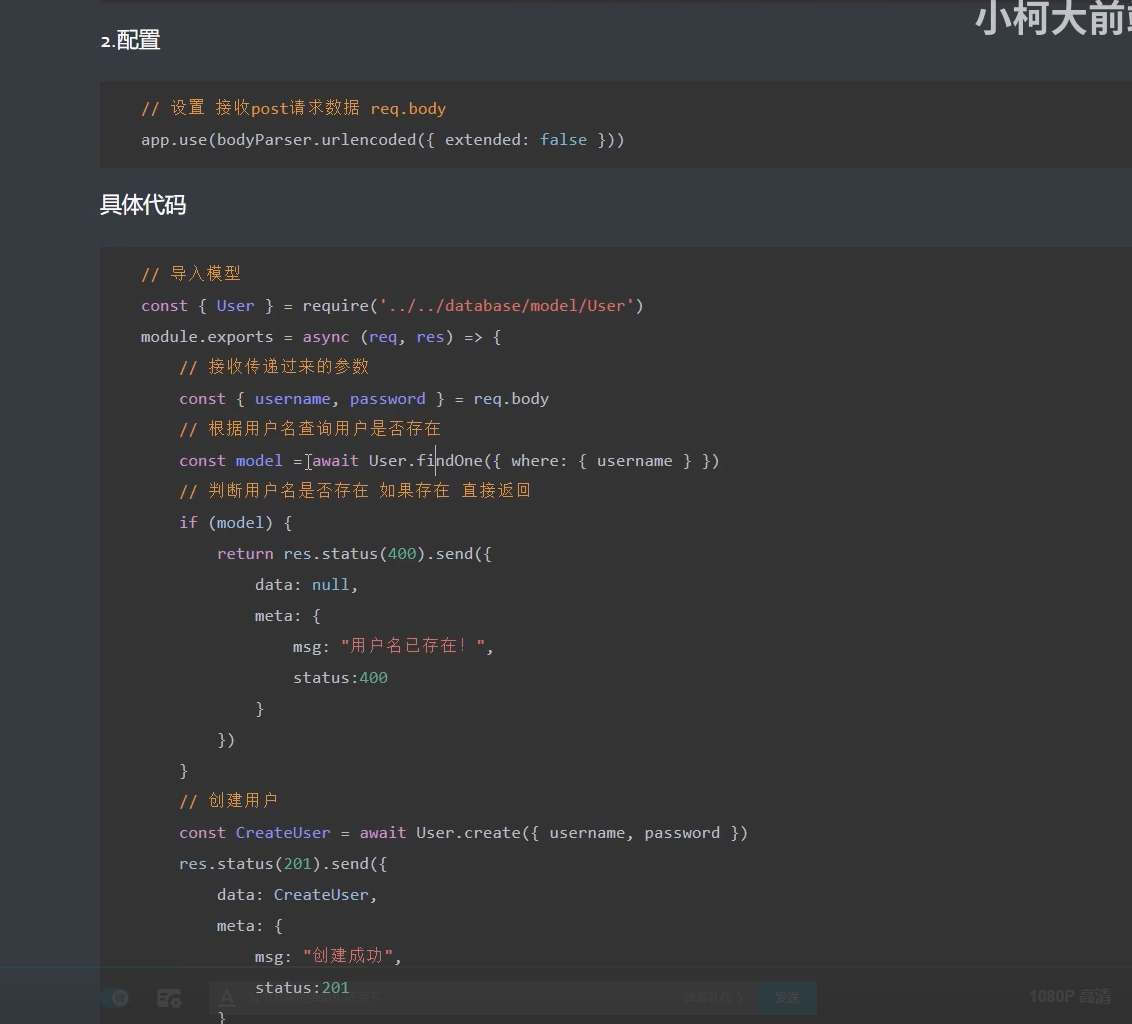 小柯大前
2.配置
// 设置 接收post请求数据 req.body
app.use(bodyParser.urlencoded({ extended: false }))
具体代码
// 导入模型
const { User } = require('../../database/model/User')
module.exports = async (req, res) => {
// 接收传递过来的参数
const { username, password } = req.body
// 根据用户名查询用户是否存在
const model = await User.findOne({ where: { username } })
// 判断用户名是否存在 如果存在 直接返回
if (model) {
return res.status(400).send({
data: null,
meta: {
msg: "用户名已存在！",
status:400
}
})
}
// 创建用户
const CreateUser = await User.create({ username, password })
res.status(201).send({
data: CreateUser,
meta: {
msg: "创建成功",
status:201
}
发送
1080P 高清